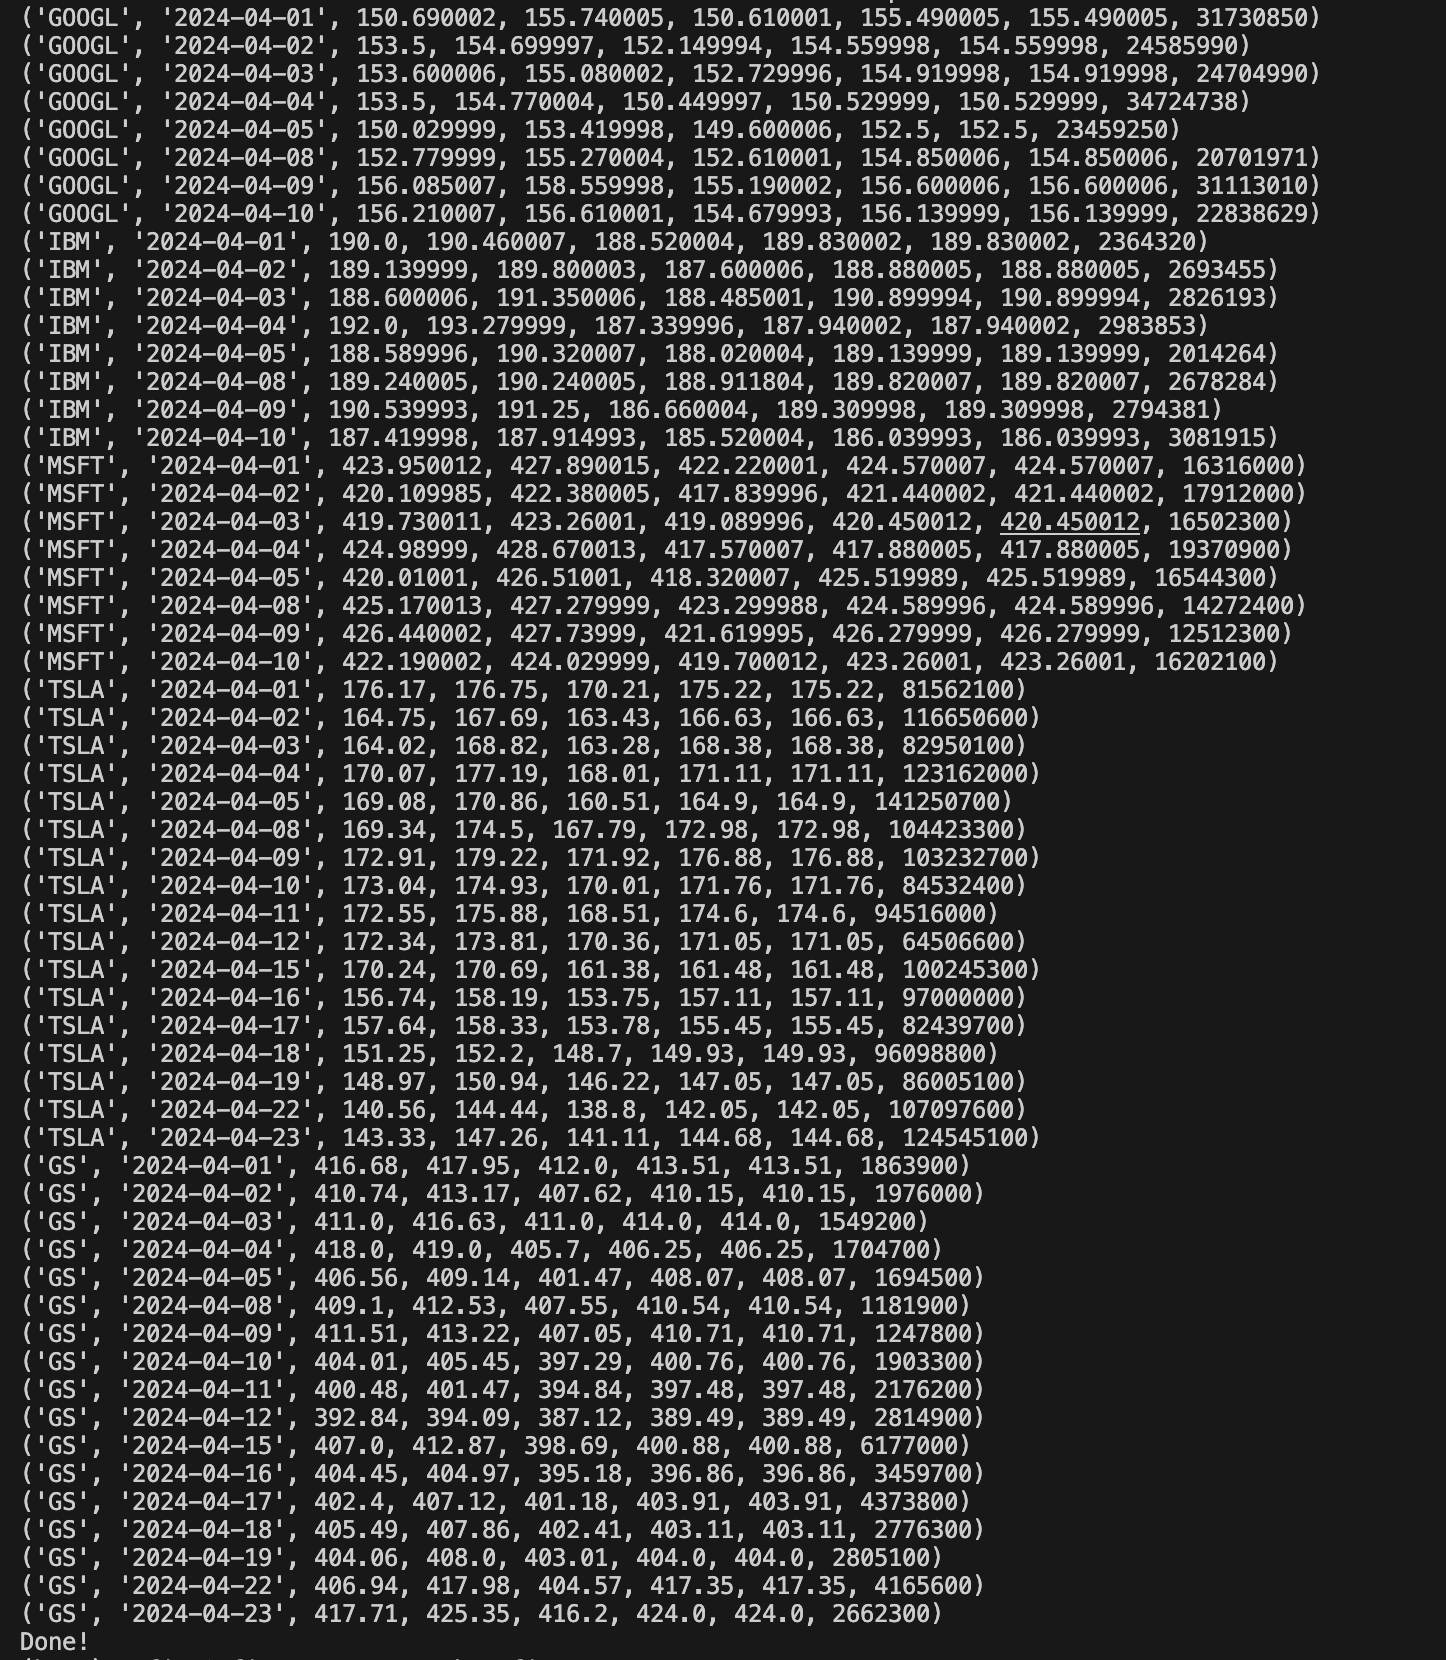 ('GOOGL', '2024-04-01', 150.690002, 155.740005, 150.610001, 155.490005, 155.490005, 31730850)
('GOOGL', '2024-04-02', 153.5, 154.699997, 152.149994, 154.559998, 154.559998, 24585990)
('GOOGL', '2024-04-03', 153.600006, 155.080002, 152.729996, 154.919998, 154.919998, 24704990)
('GOOGL', '2024-04-04', 153.5, 154.770004, 150.449997, 150.529999, 150.529999, 34724738)
('GOOGL', '2024-04-05', 150.029999, 153.419998, 149.600006, 152.5, 152.5, 23459250)
('GOOGL', '2024-04-08', 152.779999, 155.270004, 152.610001, 154.850006, 154.850006, 20701971)
('GOOGL', '2024-04-09', 156.085007, 158.559998, 155.190002, 156.600006, 156.600006, 31113010)
('GOOGL', '2024-04-10', 156.210007, 156.610001, 154.679993, 156.139999, 156.139999, 22838629)
('IBM', '2024-04-01', 190.0, 190.460007, 188.520004, 189.830002, 189.830002, 2364320)
('IBM', '2024-04-02', 189.139999, 189.800003, 187.600006, 188.880005, 188.880005, 2693455)
('IBM', '2024-04-03', 188.600006, 191.350006, 188.485001, 190.899994, 190.899994, 2826193)
('IBM', '2024-04-04', 192.0, 193.279999, 187.339996, 187.940002, 187.940002, 2983853)
('IBM', '2024-04-05', 188.589996, 190.320007, 188.020004, 189.139999, 189.139999, 2014264)
('IBM', '2024-04-08', 189.240005, 190.240005, 188.911804, 189.820007, 189.820007, 2678284)
('IBM', '2024-04-09', 190.539993, 191.25, 186.660004, 189.309998, 189.309998, 2794381)
('IBM', '2024-04-10', 187.419998, 187.914993, 185.520004, 186.039993, 186.039993, 3081915)
('MSFT', '2024-04-01', 423.950012, 427.890015, 422.220001, 424.570007, 424.570007, 16316000)
('MSFT', '2024-04-02', 420.109985, 422.380005, 417.839996, 421.440002, 421.440002, 17912000)
('MSFT', '2024-04-03', 419.730011, 423.26001, 419.089996, 420.450012, 420.450012, 16502300)
('MSFT', '2024-04-04', 424.98999, 428.670013, 417.570007, 417.880005, 417.880005, 19370900)
('MSFT', '2024-04-05', 420.01001, 426.51001, 418.320007, 425.519989, 425.519989, 16544300)
('MSFT', '2024-04-08', 425.170013, 427.279999, 423.299988, 424.589996, 424.589996, 14272400)
('MSFT', '2024-04-09', 426.440002, 427.73999, 421.619995, 426.279999, 426.279999, 12512300)
('MSFT', '2024-04-10', 422.190002, 424.029999, 419.700012, 423.26001, 423.26001, 16202100)
('TSLA', '2024-04-01', 176.17, 176.75, 170.21, 175.22, 175.22, 81562100)
('TSLA', '2024-04-02', 164.75, 167.69, 163.43, 166.63, 166.63, 116650600)
('TSLA', '2024-04-03', 164.02, 168.82, 163.28, 168.38, 168.38, 82950100)
('TSLA', '2024-04-04', 170.07, 177.19, 168.01, 171.11, 171.11, 123162000)
('TSLA', '2024-04-05', 169.08, 170.86, 160.51, 164.9, 164.9, 141250700)
('TSLA', '2024-04-08', 169.34, 174.5, 167.79, 172.98, 172.98, 104423300)
('TSLA', '2024-04-09', 172.91, 179.22, 171.92, 176.88, 176.88, 103232700)
('TSLA', '2024-04-10', 173.04, 174.93, 170.01, 171.76, 171.76, 84532400)
('TSLA', '2024-04-11', 172.55, 175.88, 168.51, 174.6, 174.6, 94516000)
('TSLA', '2024-04-12', 172.34, 173.81, 170.36, 171.05, 171.05, 64506600)
('TSLA', '2024-04-15', 170.24, 170.69, 161.38, 161.48, 161.48, 100245300)
('TSLA', '2024-04-16', 156.74, 158.19, 153.75, 157.11, 157.11, 97000000)
('TSLA', '2024-04-17', 157.64, 158.33, 153.78, 155.45, 155.45, 82439700)
('TSLA', '2024-04-18', 151.25, 152.2, 148.7, 149.93, 149.93, 96098800)
('TSLA', '2024-04-19', 148.97, 150.94, 146.22, 147.05, 147.05, 86005100)
('TSLA', '2024-04-22', 140.56, 144.44, 138.8, 142.05, 142.05, 107097600)
('TSLA', '2024-04-23', 143.33, 147.26, 141.11, 144.68, 144.68, 124545100)
('GS', '2024-04-01', 416.68, 417.95, 412.0, 413.51, 413.51, 1863900)
('GS', '2024-04-02', 410.74, 413.17, 407.62, 410.15, 410.15, 1976000)
('GS', '2024-04-03', 411.0, 416.63, 411.0, 414.0, 414.0, 1549200)
('GS', '2024-04-04', 418.0, 419.0, 405.7, 406.25, 406.25, 1704700)
('GS', '2024-04-05', 406.56, 409.14, 401.47, 408.07, 408.07, 1694500)
('GS', '2024-04-08', 409.1, 412.53, 407.55, 410.54, 410.54, 1181900)
('GS', '2024-04-09', 411.51, 413.22, 407.05, 410.71, 410.71, 1247800)
('GS', '2024-04-10', 404.01, 405.45, 397.29, 400.76, 400.76, 1903300)
('GS', '2024-04-11', 400.48, 401.47, 394.84, 397.48, 397.48, 2176200)
('GS', '2024-04-12', 392.84, 394.09, 387.12, 389.49, 389.49, 2814900)
('GS', '2024-04-15', 407.0, 412.87, 398.69, 400.88, 400.88, 6177000)
('GS', '2024-04-16', 404.45, 404.97, 395.18, 396.86, 396.86, 3459700)
('GS', '2024-04-17', 402.4, 407.12, 401.18, 403.91, 403.91, 4373800)
('GS', '2024-04-18', 405.49, 407.86, 402.41, 403.11, 403.11, 2776300)
('GS', '2024-04-19', 404.06, 408.0, 403.01, 404.0, 404.0, 2805100)
('GS', '2024-04-22', 406.94, 417.98, 404.57, 417.35, 417.35, 4165600)
('GS', '2024-04-23', 417.71, 425.35, 416.2, 424.0, 424.0, 2662300)
Done!